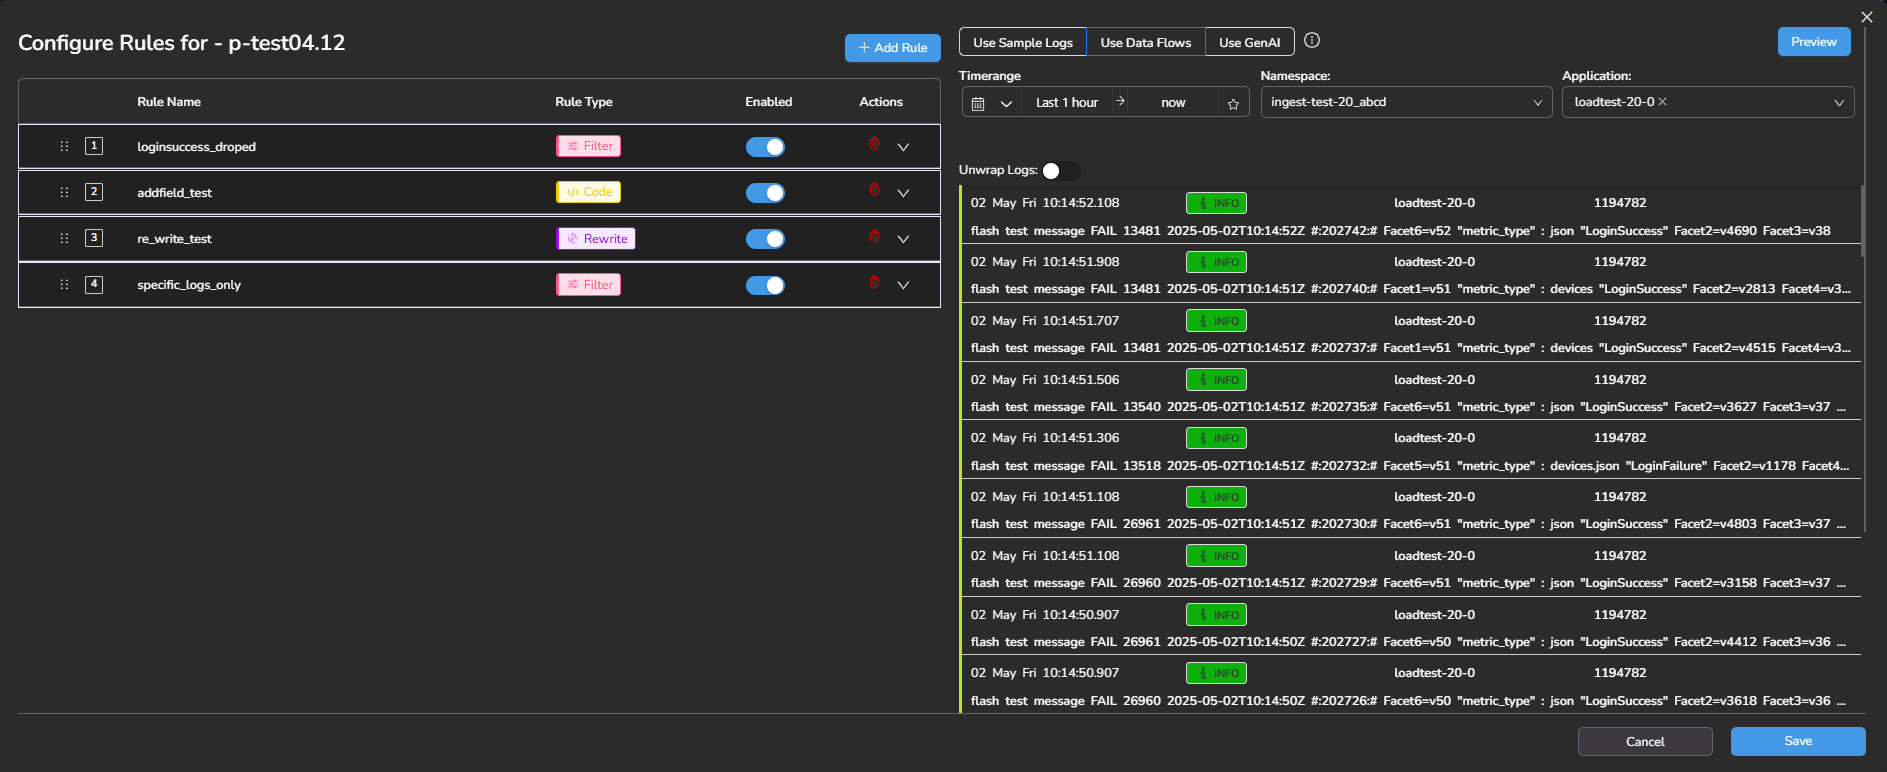 Configure Rules for - p-test04.12
+ Add Rule
Rule Name Rule Type Enabled Actions
1 loginsuccess_droped Filter
2 addfield_test </> Code
3 re_write_test Rewrite
4 specific_logs_only Filter
Use Sample Logs Use Data Flows Use GenAI
Preview
Timerange Namespace: Application:
Last 1 hour → now ingest-test-20_abcd loadtest-20-0 ×
Unwrap Logs:
02 May Fri 10:14:52.108 INFO loadtest-20-0 1194782
flash test message FAIL 13481 2025-05-02T10:14:52Z #:202742:# Facet6=v52 "metric_type" : json "LoginSuccess" Facet2=v4690 Facet3=v38
02 May Fri 10:14:51.908 INFO loadtest-20-0 1194782
flash test message FAIL 13481 2025-05-02T10:14:51Z #:202740:# Facet1=v51 "metric_type" : devices "LoginSuccess" Facet2=v2813 Facet4=v3...
02 May Fri 10:14:51.707 INFO loadtest-20-0 1194782
flash test message FAIL 13481 2025-05-02T10:14:51Z #:202737:# Facet1=v51 "metric_type" : devices "LoginSuccess" Facet2=v4515 Facet4=v3...
02 May Fri 10:14:51.506 INFO loadtest-20-0 1194782
flash test message FAIL 13540 2025-05-02T10:14:51Z #:202735:# Facet6=v51 "metric_type" : json "LoginSuccess" Facet2=v3627 Facet3=v37 ...
02 May Fri 10:14:51.306 INFO loadtest-20-0 1194782
flash test message FAIL 13518 2025-05-02T10:14:51Z #:202732:# Facet5=v51 "metric_type" : devices.json "LoginFailure" Facet2=v1178 Facet4...
02 May Fri 10:14:51.108 INFO loadtest-20-0 1194782
flash test message FAIL 26961 2025-05-02T10:14:51Z #:202730:# Facet6=v51 "metric_type" : json "LoginSuccess" Facet2=v4803 Facet3=v37 ...
02 May Fri 10:14:51.108 INFO loadtest-20-0 1194782
flash test message FAIL 26960 2025-05-02T10:14:51Z #:202729:# Facet6=v51 "metric_type" : json "LoginSuccess" Facet2=v3158 Facet3=v37 ...
02 May Fri 10:14:50.907 INFO loadtest-20-0 1194782
flash test message FAIL 26961 2025-05-02T10:14:50Z #:202727:# Facet6=v50 "metric_type" : json "LoginSuccess" Facet2=v4412 Facet3=v36 ...
02 May Fri 10:14:50.907 INFO loadtest-20-0 1194782
flash test message FAIL 26960 2025-05-02T10:14:50Z #:202726:# Facet6=v50 "metric_type" : json "LoginSuccess" Facet2=v3618 Facet3=v36 ...
Cancel Save